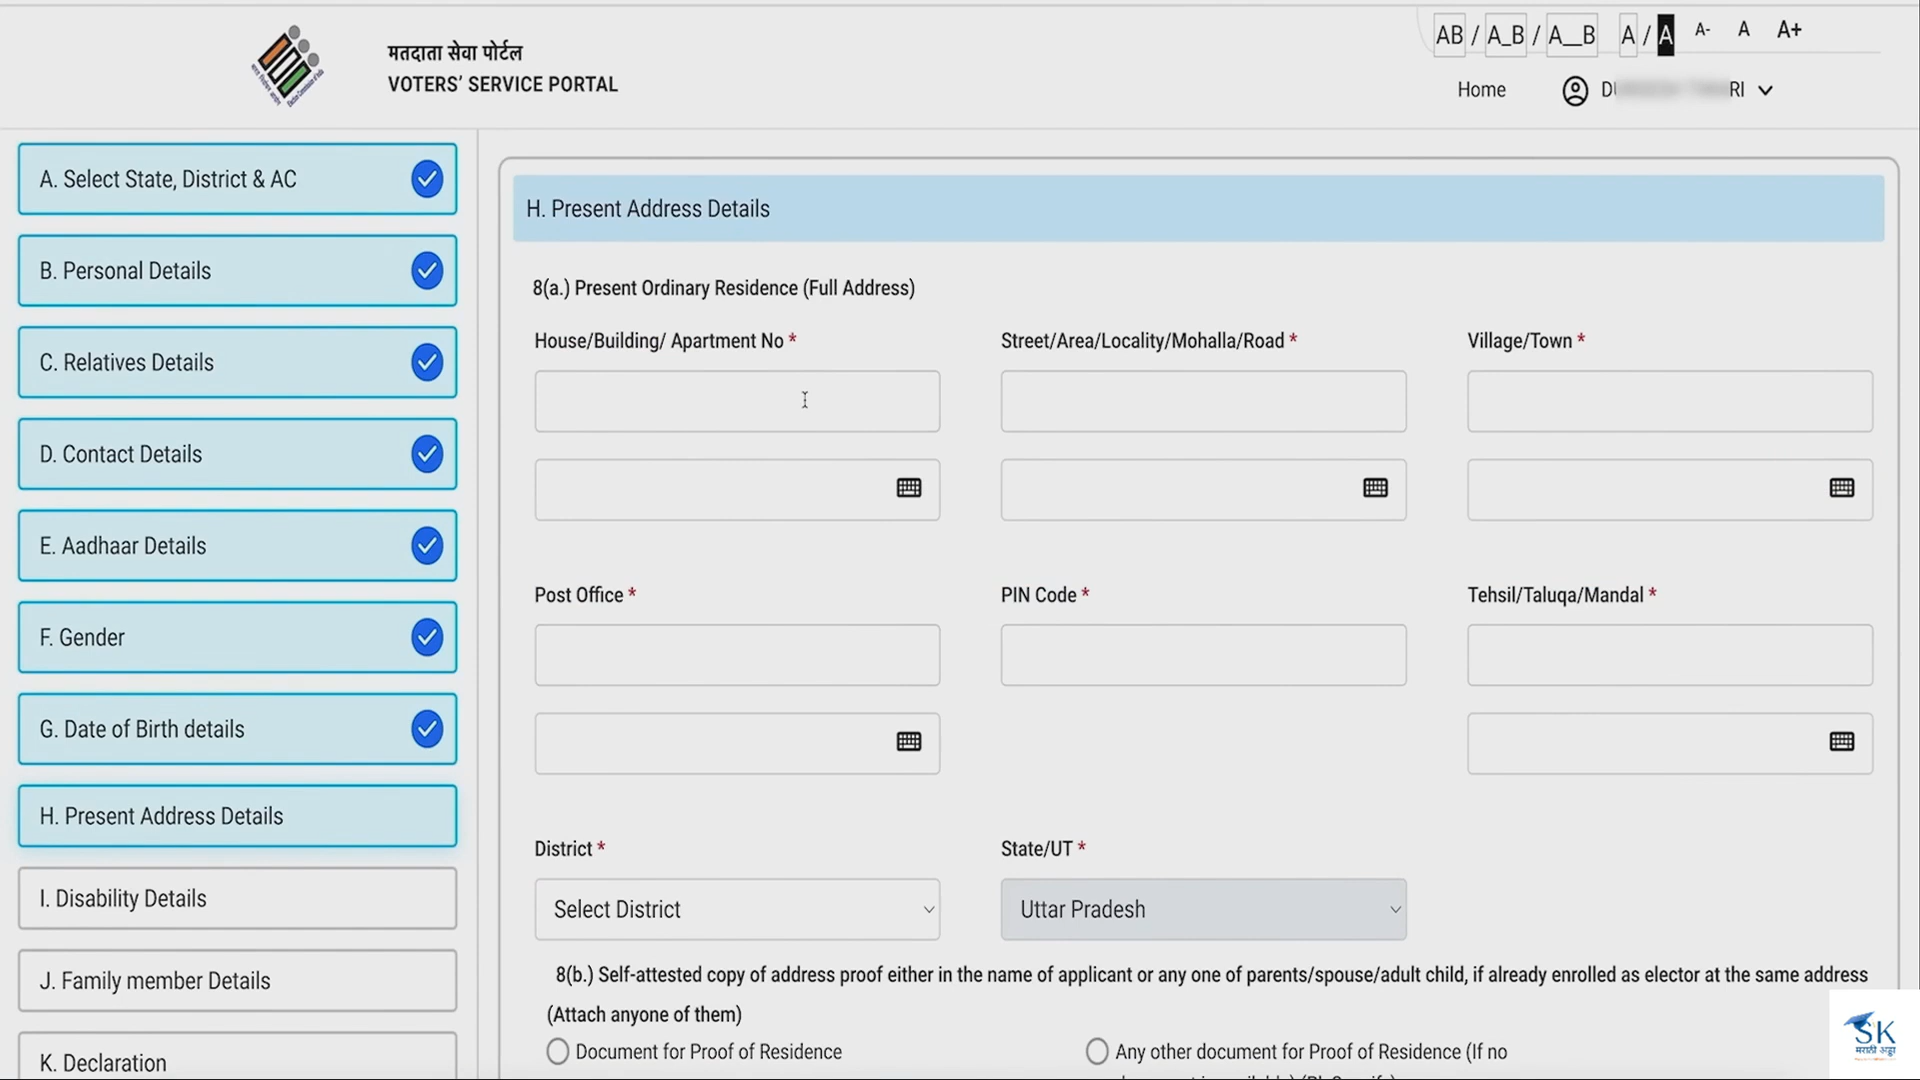 मतदाता सेवा पोर्टल
VOTERS' SERVICE PORTAL
AB / A_B / A__B A / A A- A A+
Home
RI
A. Select State, District & AC
B. Personal Details
C. Relatives Details
D. Contact Details
E. Aadhaar Details
F. Gender
G. Date of Birth details
H. Present Address Details
I. Disability Details
J. Family member Details
K. Declaration
H. Present Address Details
8(a.) Present Ordinary Residence (Full Address)
House/Building/ Apartment No * Street/Area/Locality/Mohalla/Road * Village/Town *
Post Office * PIN Code * Tehsil/Taluqa/Mandal *
District * State/UT *
Select District Uttar Pradesh
8(b.) Self-attested copy of address proof either in the name of applicant or any one of parents/spouse/adult child, if already enrolled as elector at the same address
(Attach anyone of them)
Document for Proof of Residence Any other document for Proof of Residence (If no
SK
मराठी अड्डा